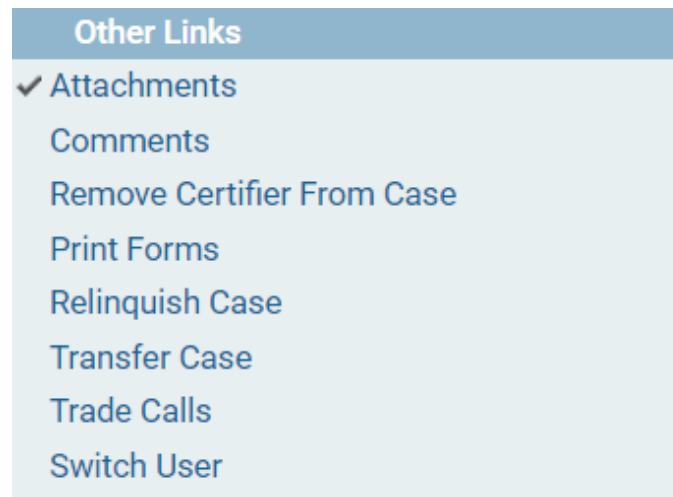 Other Links
Attachments
Comments
Remove Certifier From Case
Print Forms
Relinquish Case
Transfer Case
Trade Calls
Switch User